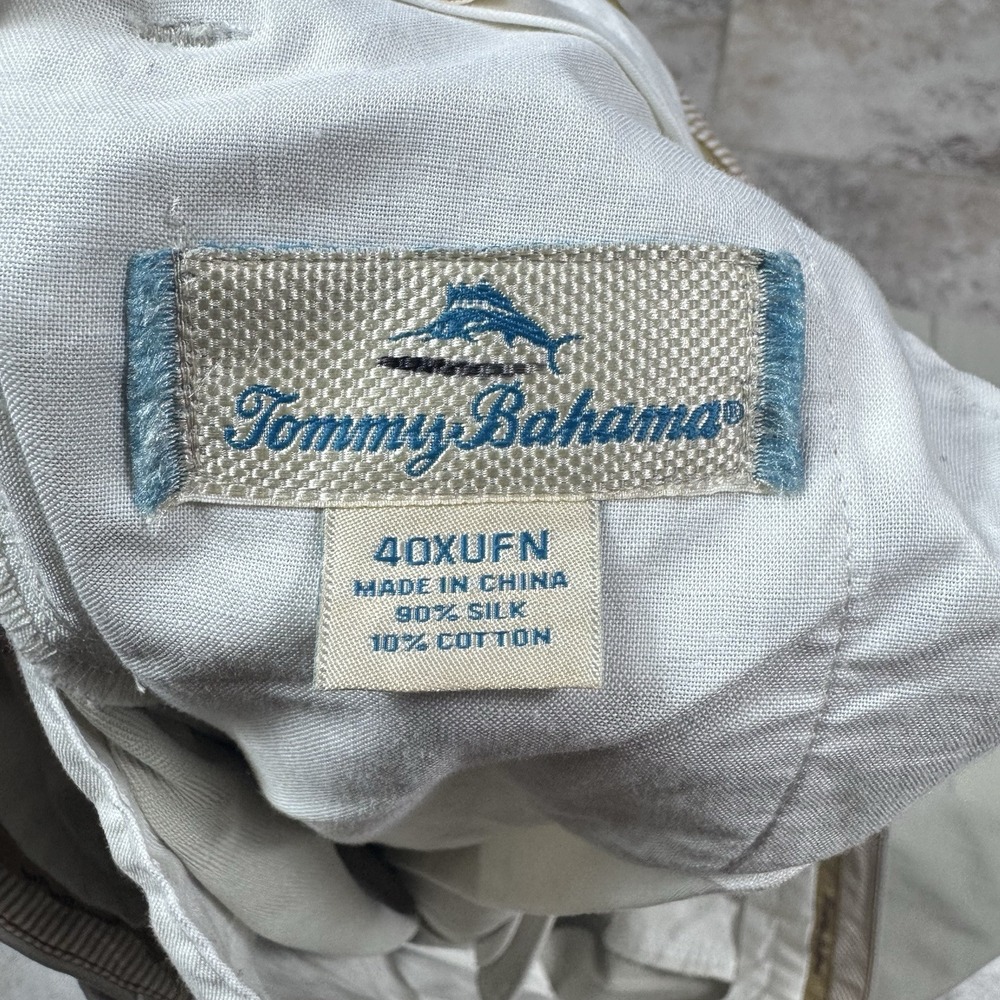 Tommy Bahama®
40XUFN
MADE IN CHINA
90% SILK
10% COTTON